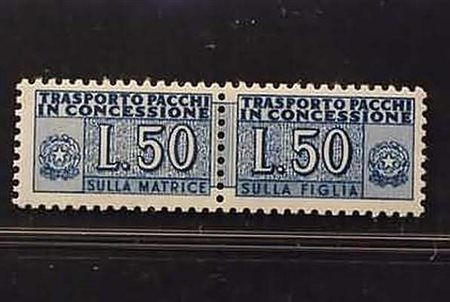 TRASPORTO PACCHI
IN CONCESSIONE
L.50
SULLA MATRICE
TRASPORTO PACCHI
IN CONCESSIONE
L.50
SULLA FIGLIA